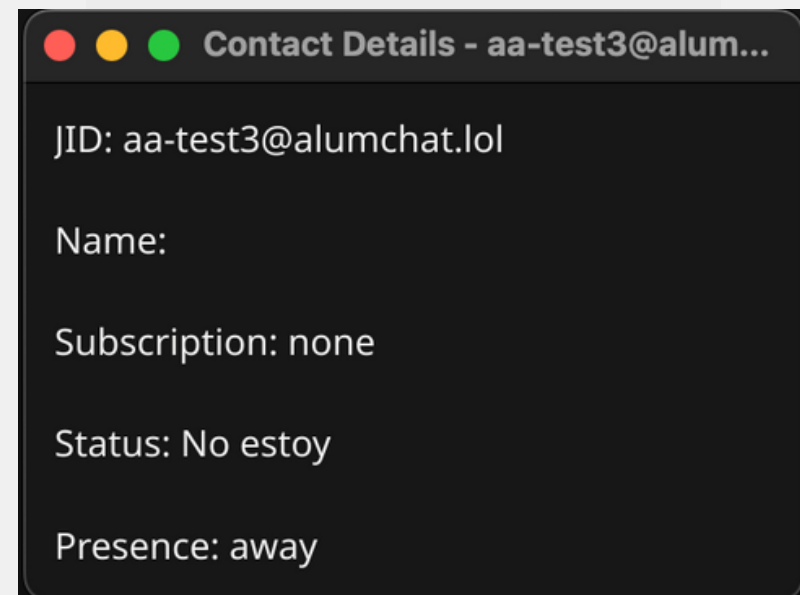 Contact Details - aa-test3@alum...
JID: aa-test3@alumchat.lol
Name:
Subscription: none
Status: No estoy
Presence: away